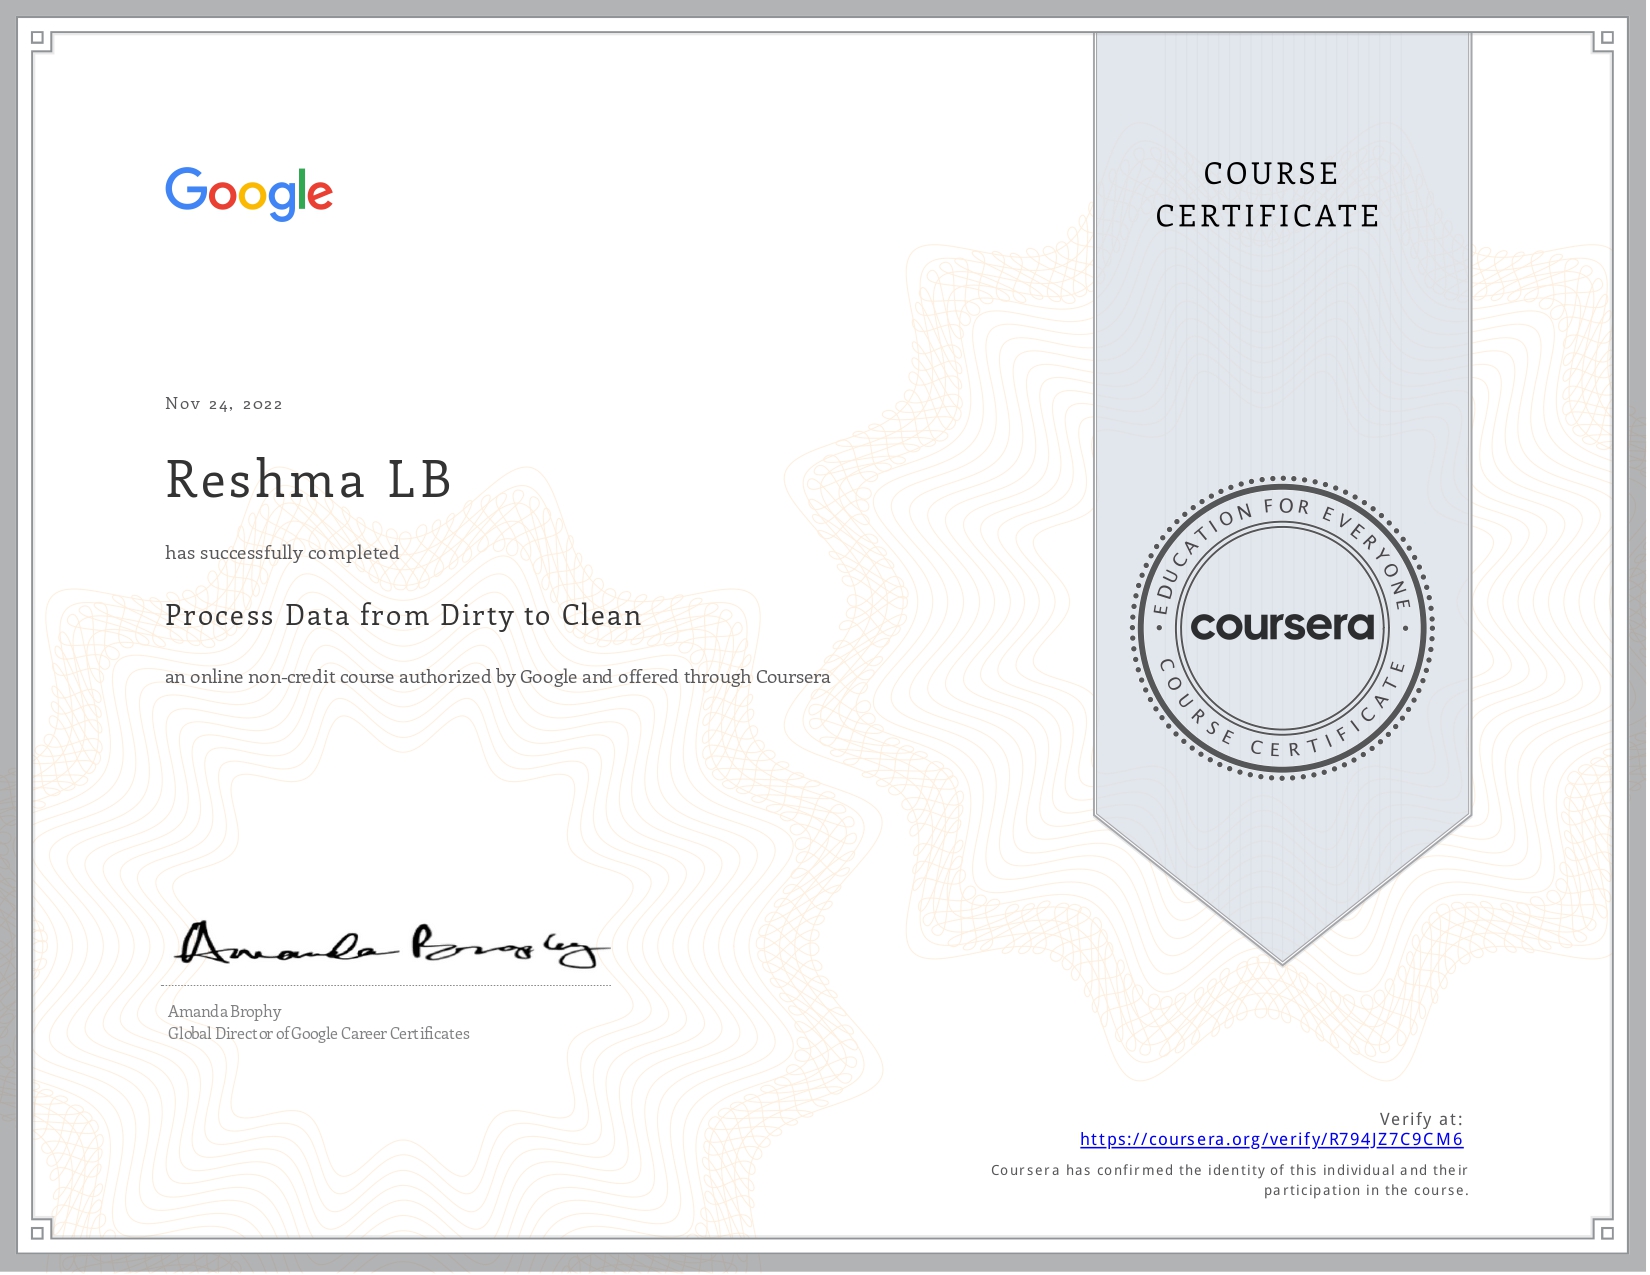 Google
COURSE
CERTIFICATE
Nov 24, 2022
Reshma LB
has successfully completed
Process Data from Dirty to Clean
an online non-credit course authorized by Google and offered through Coursera
EDUCATION FOR EVERYONE
coursera
COURSE CERTIFICATE
Amanda Brophy
Amanda Brophy
Global Director of Google Career Certificates
Verify at:
https://coursera.org/verify/R794JZ7C9CM6
Coursera has confirmed the identity of this individual and their
participation in the course.